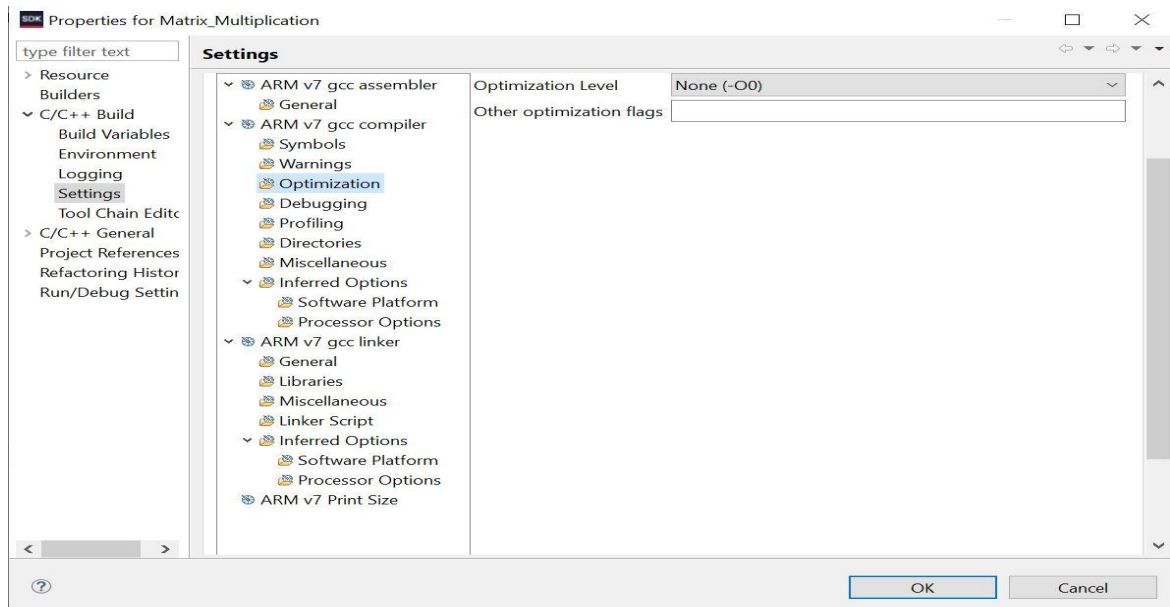 SDK Properties for Matrix_Multiplication
type filter text
Resource
Builders
C/C++ Build
Build Variables
Environment
Logging
Settings
Tool Chain Edito
C/C++ General
Project References
Refactoring Histor
Run/Debug Settin
Settings
ARM v7 gcc assembler
General
ARM v7 gcc compiler
Symbols
Warnings
Optimization
Debugging
Profiling
Directories
Miscellaneous
Inferred Options
Software Platform
Processor Options
ARM v7 gcc linker
General
Libraries
Miscellaneous
Linker Script
Inferred Options
Software Platform
Processor Options
ARM v7 Print Size
Optimization Level None (-O0)
Other optimization flags
OK Cancel